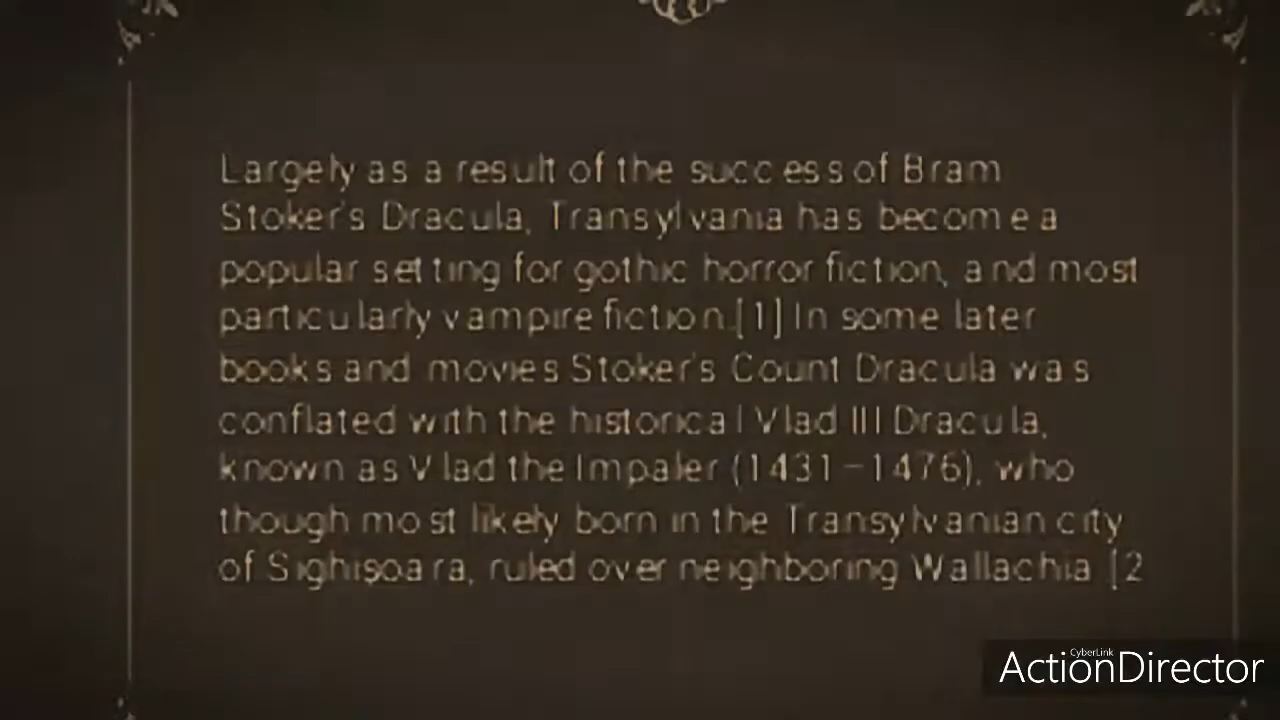 Largely as a result of the success of Bram
Stoker's Dracula, Transylvania has become a
popular setting for gothic horror fiction, and most
particularly vampire fiction.[1] In some later
books and movies Stoker's Count Dracula was
conflated with the historical Vlad III Dracula,
known as Vlad the Impaler (1431–1476), who
though most likely born in the Transylvanian city
of Sighişoara, ruled over neighboring Wallachia [2
CyberLink
ActionDirector